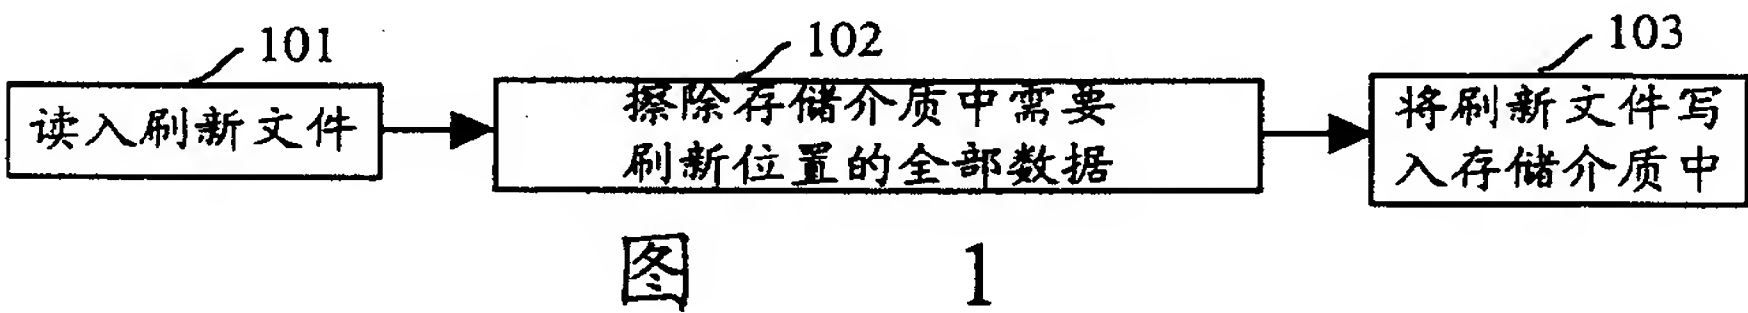 101
读入刷新文件
102
擦除存储介质中需要
刷新位置的全部数据
103
将刷新文件写
入存储介质中
图 1